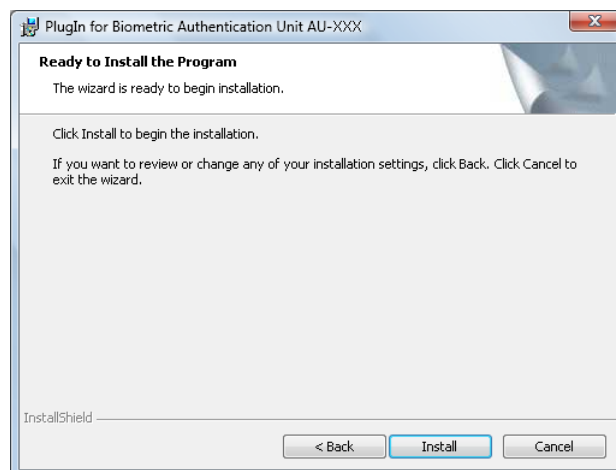 PlugIn for Biometric Authentication Unit AU-XXX
Ready to Install the Program
The wizard is ready to begin installation.
Click Install to begin the installation.
If you want to review or change any of your installation settings, click Back. Click Cancel to
exit the wizard.
InstallShield
< Back Install Cancel